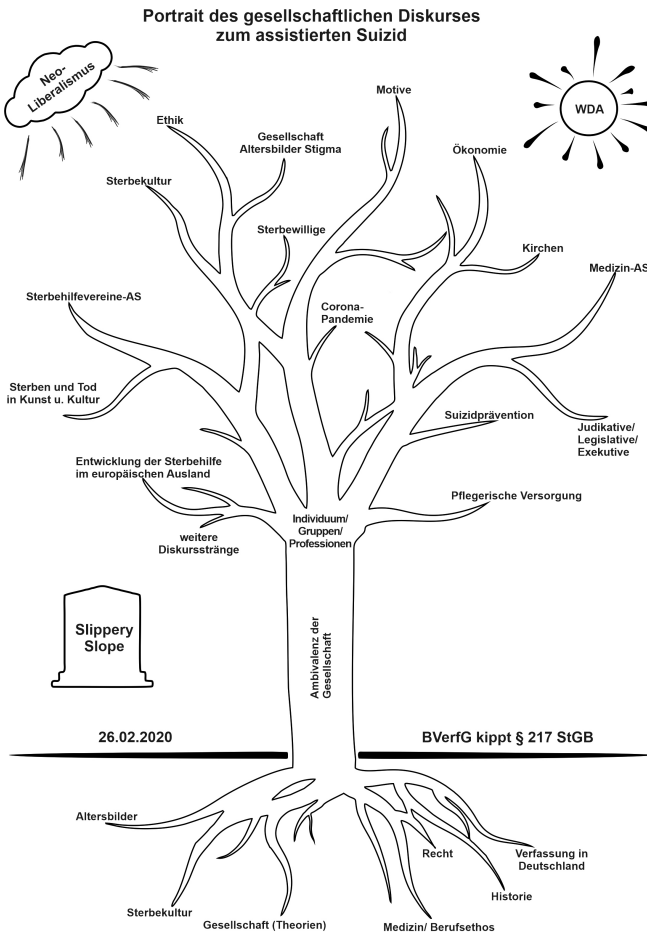 Portrait des gesellschaftlichen Diskurses
zum assistierten Suizid
Neo-
Liberalismus
WDA
Motive
Ethik
Gesellschaft
Altersbilder Stigma
Ökonomie
Sterbekultur
Sterbewillige
Kirchen
Medizin-AS
Sterbehilfevereine-AS
Corona-
Pandemie
Sterben und Tod
in Kunst u. Kultur
Suizidprävention
Judikative/
Legislative/
Exekutive
Entwicklung der Sterbehilfe
im europäischen Ausland
Pflegerische Versorgung
weitere
Diskursstränge
Individuum/
Gruppen/
Professionen
Slippery
Slope
Ambivalenz der
Gesellschaft
26.02.2020
BVerfG kippt § 217 StGB
Altersbilder
Recht
Verfassung in
Deutschland
Historie
Sterbekultur
Gesellschaft (Theorien)
Medizin/ Berufsethos